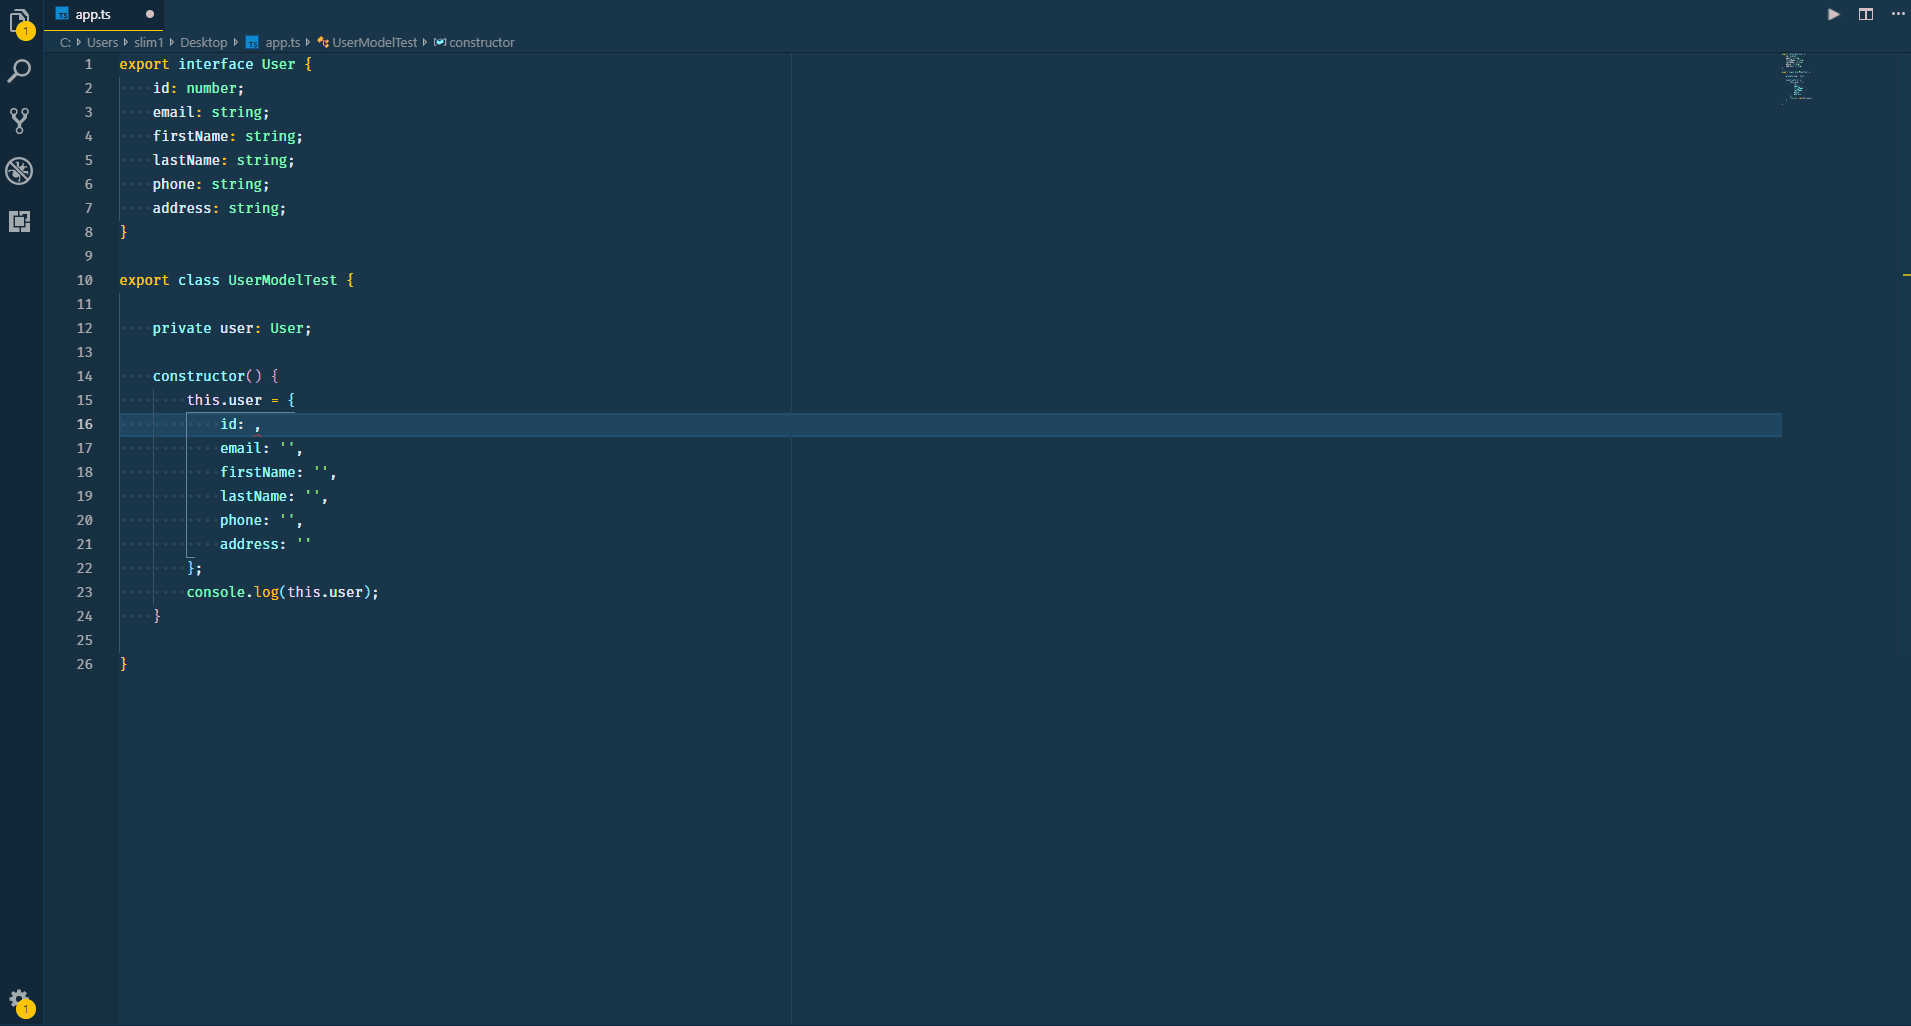 app.ts
1
C: Users slim1 Desktop TS app.ts UserModelTest constructor
1 export interface User {
2     id: number;
3     email: string;
4     firstName: string;
5     lastName: string;
6     phone: string;
7     address: string;
8 }
9
10 export class UserModelTest {
11
12     private user: User;
13
14     constructor() {
15         this.user = {
16             id: ,
17             email: '',
18             firstName: '',
19             lastName: '',
20             phone: '',
21             address: ''
22         };
23         console.log(this.user);
24     }
25
26 }
1